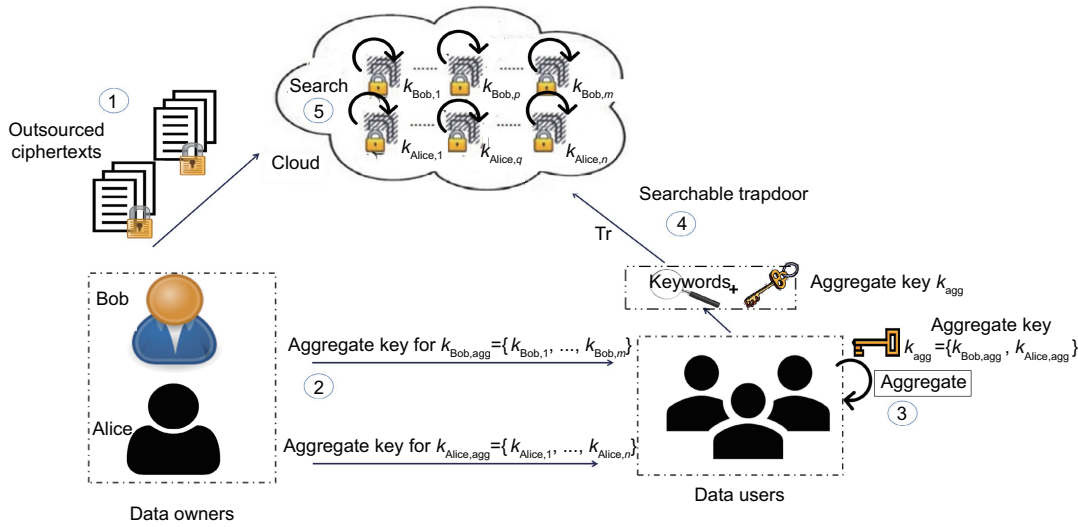 1
Outsourced
ciphertexts
Search
5
k_Bob,1
k_Bob,p
k_Bob,m
k_Alice,1
k_Alice,q
k_Alice,n
Cloud
Searchable trapdoor
4
Tr
Keywords+
Aggregate key k_agg
Bob
Alice
Data owners
Aggregate key for k_Bob,agg={k_Bob,1, ..., k_Bob,m}
2
Aggregate key for k_Alice,agg={k_Alice,1, ..., k_Alice,n}
Aggregate key
k_agg={k_Bob,agg, k_Alice,agg}
Aggregate
3
Data users